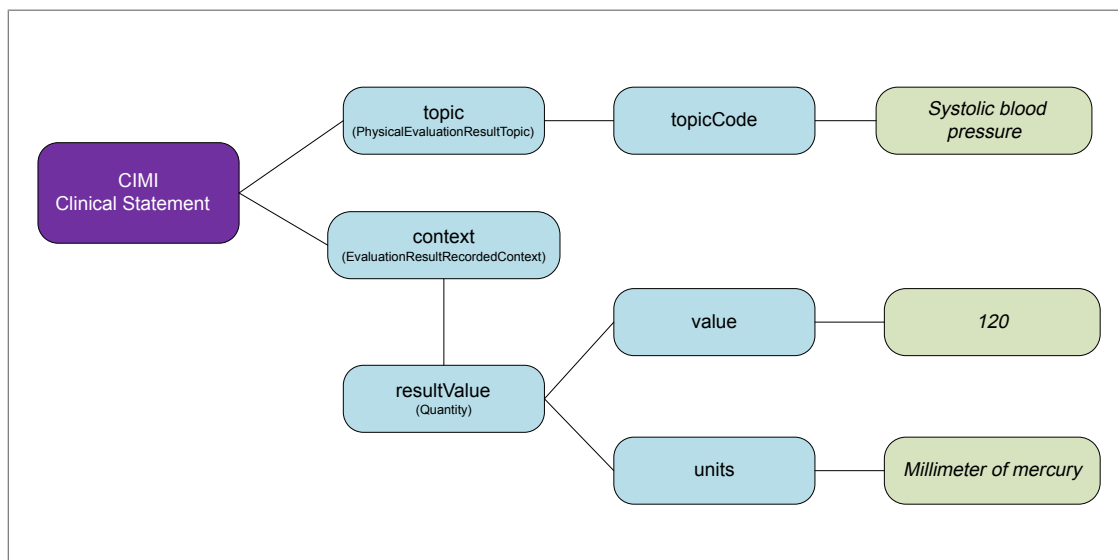 CIMI
Clinical Statement
topic
(PhysicalEvaluationResultTopic)
topicCode
Systolic blood
pressure
context
(EvaluationResultRecordedContext)
resultValue
(Quantity)
value
120
units
Millimeter of mercury